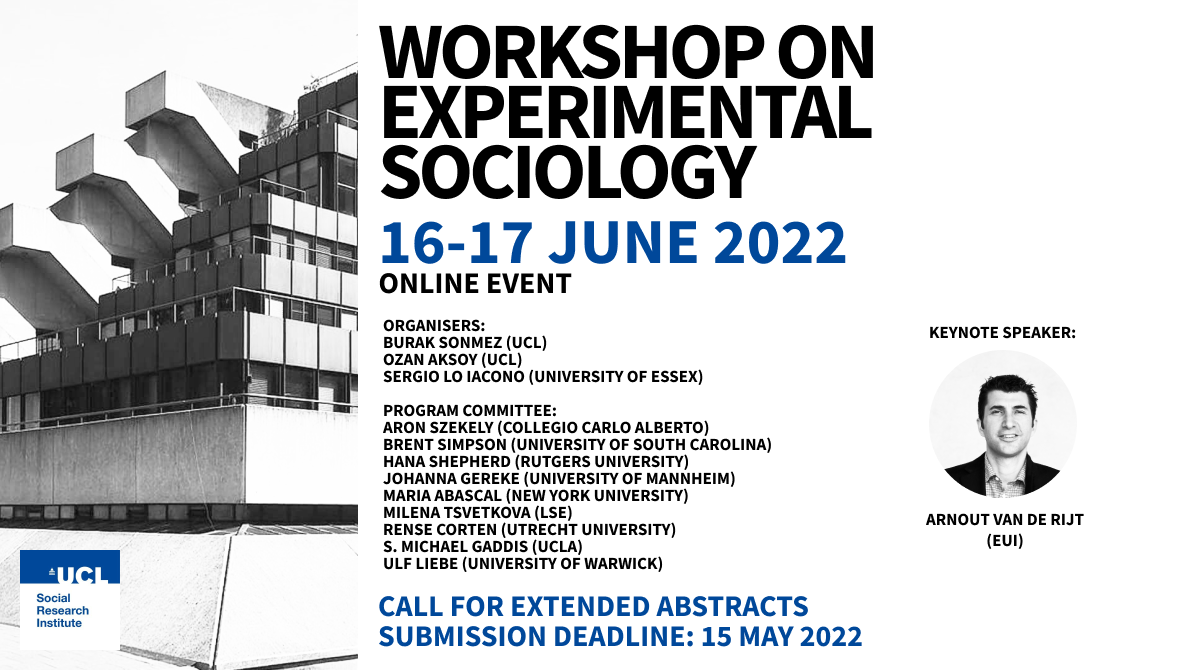 WORKSHOP ON
EXPERIMENTAL
SOCIOLOGY
16-17 JUNE 2022
ONLINE EVENT
ORGANISERS:
BURAK SONMEZ (UCL)
OZAN AKSOY (UCL)
SERGIO LO IACONO (UNIVERSITY OF ESSEX)
PROGRAM COMMITTEE:
ARON SZEKELY (COLLEGIO CARLO ALBERTO)
BRENT SIMPSON (UNIVERSITY OF SOUTH CAROLINA)
HANA SHEPHERD (RUTGERS UNIVERSITY)
JOHANNA GEREKE (UNIVERSITY OF MANNHEIM)
MARIA ABASCAL (NEW YORK UNIVERSITY)
MILENA TSVETKOVA (LSE)
RENSE CORTEN (UTRECHT UNIVERSITY)
S. MICHAEL GADDIS (UCLA)
ULF LIEBE (UNIVERSITY OF WARWICK)
KEYNOTE SPEAKER:
ARNOUT VAN DE RIJT
(EUI)
CALL FOR EXTENDED ABSTRACTS
SUBMISSION DEADLINE: 15 MAY 2022
UCL
Social
Research
Institute